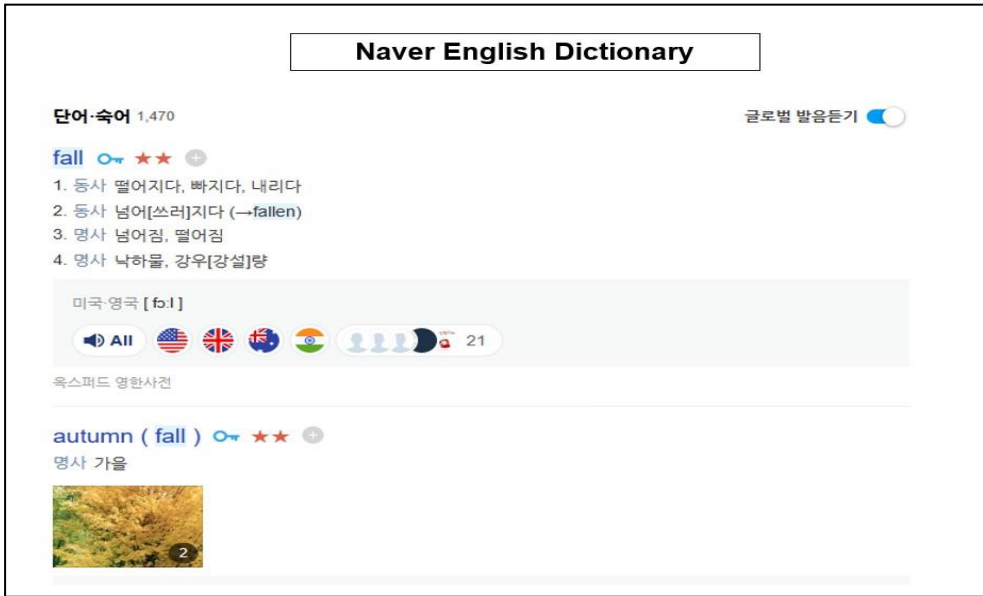 Naver English Dictionary
단어·숙어 1,470 글로벌 발음듣기
fall
1. 동사 떨어지다, 빠지다, 내리다
2. 동사 넘어[쓰러]지다 (→fallen)
3. 명사 넘어짐, 떨어짐
4. 명사 낙하물, 강우[강설]량
미국·영국 [ fɔːl ]
All 21
옥스퍼드 영한사전
autumn ( fall )
명사 가을
2